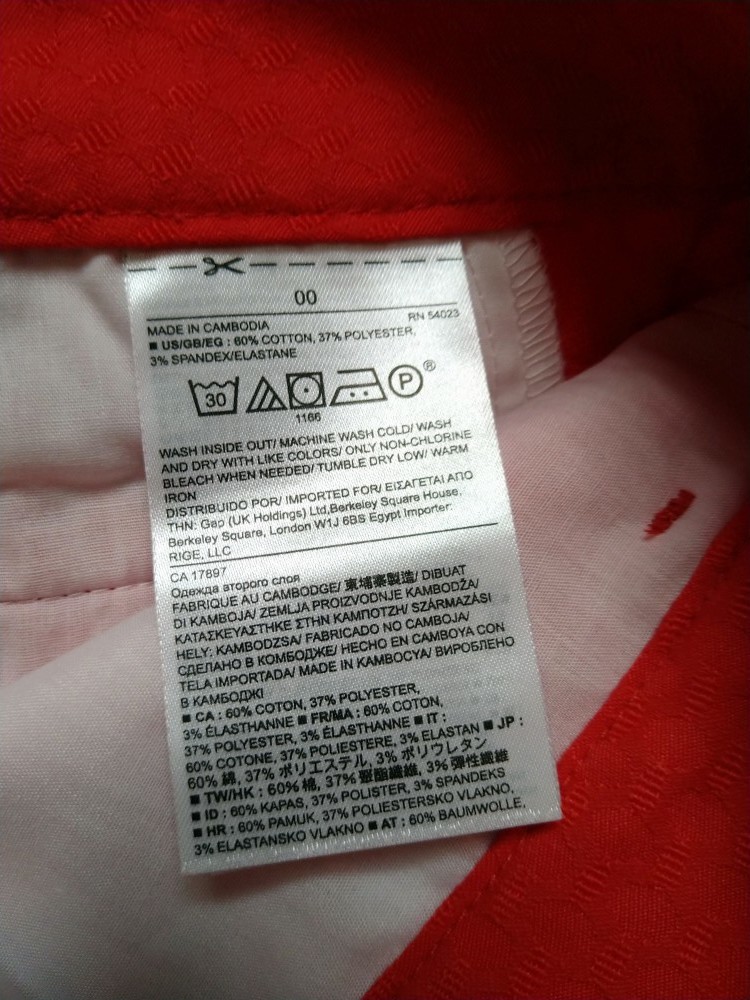 00
MADE IN CAMBODIA RN 54023
■ US/GB/EG : 60% COTTON, 37% POLYESTER,
3% SPANDEX/ELASTANE
30 P ®
1166
WASH INSIDE OUT/ MACHINE WASH COLD/ WASH
AND DRY WITH LIKE COLORS/ ONLY NON-CHLORINE
BLEACH WHEN NEEDED/ TUMBLE DRY LOW/ WARM
IRON
DISTRIBUIDO POR/ IMPORTED FOR/ ΕΙΣΑΓΕΤΑΙ ΑΠΟ
ΤΗΝ: Gap (UK Holdings) Ltd,Berkeley Square House,
Berkeley Square, London W1J 6BS Egypt Importer:
RIGE, LLC
CA 17897
Одежда второго слоя
FABRIQUE AU CAMBODGE/ 柬埔寨製造/ DIBUAT
DI KAMBOJA/ ZEMLJA PROIZVODNJE KAMBODŽA/
ΚΑΤΑΣΚΕΥΑΣΤΗΚΕ ΣΤΗΝ ΚΑΜΠΟΤΖΗ/ SZÁRMAZÁSI
HELY: KAMBODZSA/ FABRICADO NO CAMBOJA/
СДЕЛАНО В КОМБОДЖЕ/ HECHO EN CAMBOYA CON
TELA IMPORTADA/ MADE IN KAMBOCYA/ ВИРОБЛЕНО
В КАМБОДЖІ
■ CA : 60% COTON, 37% POLYESTER,
3% ÉLASTHANNE ■ FR/MA : 60% COTON,
37% POLYESTER, 3% ÉLASTHANNE ■ IT :
60% COTONE, 37% POLIESTERE, 3% ELASTAN ■ JP :
60% 綿, 37% ポリエステル, 3% ポリウレタン
■ TW/HK : 60% 棉, 37% 聚酯纖維, 3% 彈性纖維
■ ID : 60% KAPAS, 37% POLISTER, 3% SPANDEKS
■ HR : 60% PAMUK, 37% POLIESTERSKO VLAKNO,
3% ELASTANSKO VLAKNO ■ AT : 60% BAUMWOLLE,